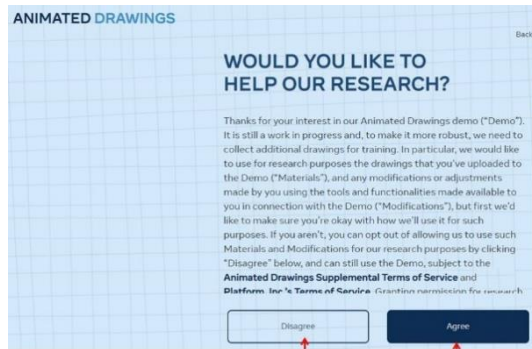 ANIMATED DRAWINGS
Back
WOULD YOU LIKE TO
HELP OUR RESEARCH?
Thanks for your interest in our Animated Drawings demo ("Demo").
It is still a work in progress and, to make it more robust, we need to
collect additional drawings for training. In particular, we would like
to use for research purposes the drawings that you've uploaded to
the Demo ("Materials"), and any modifications or adjustments
made by you using the tools and functionalities made available to
you in connection with the Demo ("Modifications"), but first we'd
like to make sure you're okay with how we'll use it for such
purposes. If you aren't, you can opt out of allowing us to use such
Materials and Modifications for our research purposes by clicking
"Disagree" below, and can still use the Demo, subject to the
Animated Drawings Supplemental Terms of Service and
Platform, Inc.'s Terms of Service. Granting permission for research
Disagree
Agree